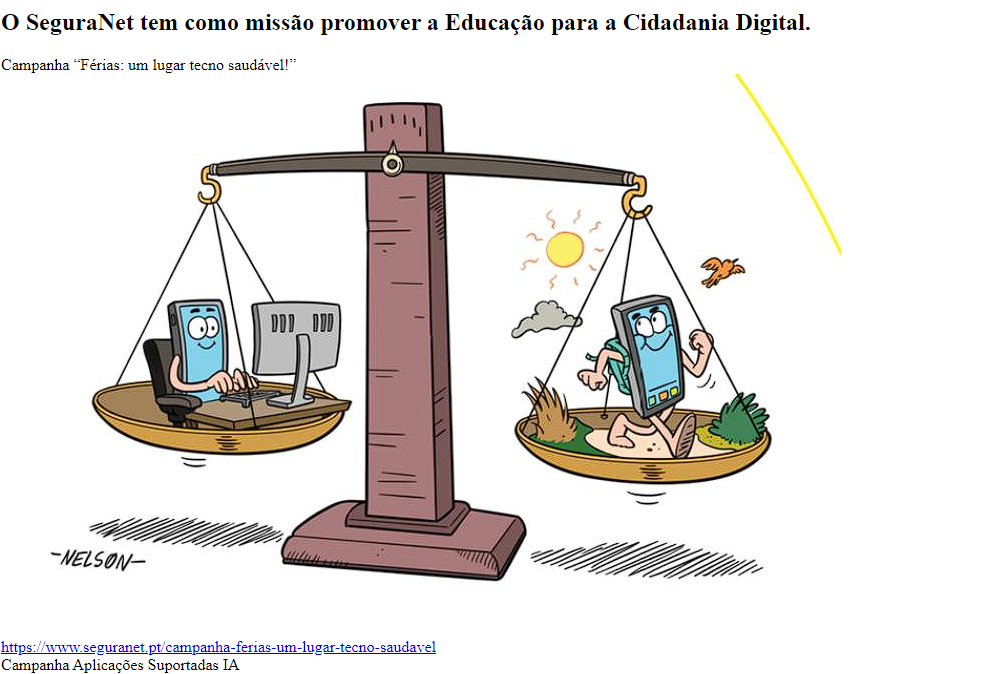 O SeguraNet tem como missão promover a Educação para a Cidadania Digital.
Campanha “Férias: um lugar tecno saudável!”
-NELSON-
https://www.seguranet.pt/campanha-ferias-um-lugar-tecno-saudavel
Campanha Aplicações Suportadas IA